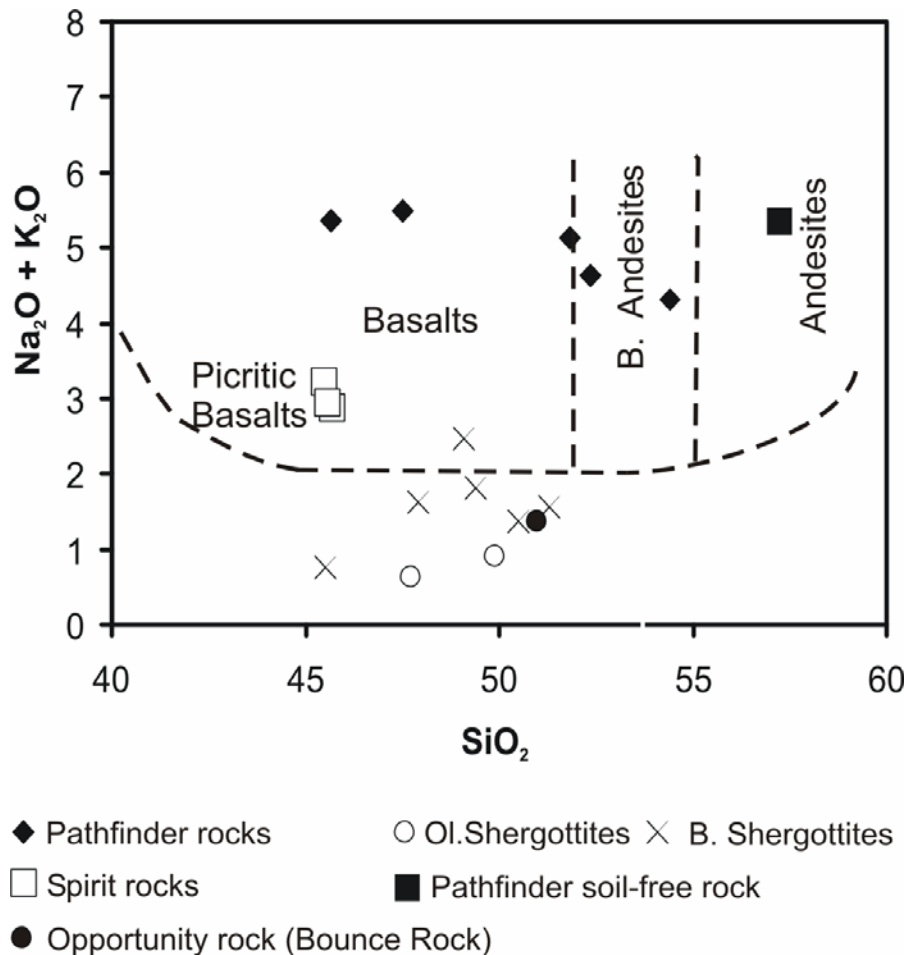 8
7
6
5
4
3
2
1
0
Na₂O + K₂O
Basalts
Picritic
Basalts
B. Andesites
Andesites
40 45 50 55 60
SiO₂
Pathfinder rocks Ol.Shergottites B. Shergottites
Spirit rocks Pathfinder soil-free rock
Opportunity rock (Bounce Rock)